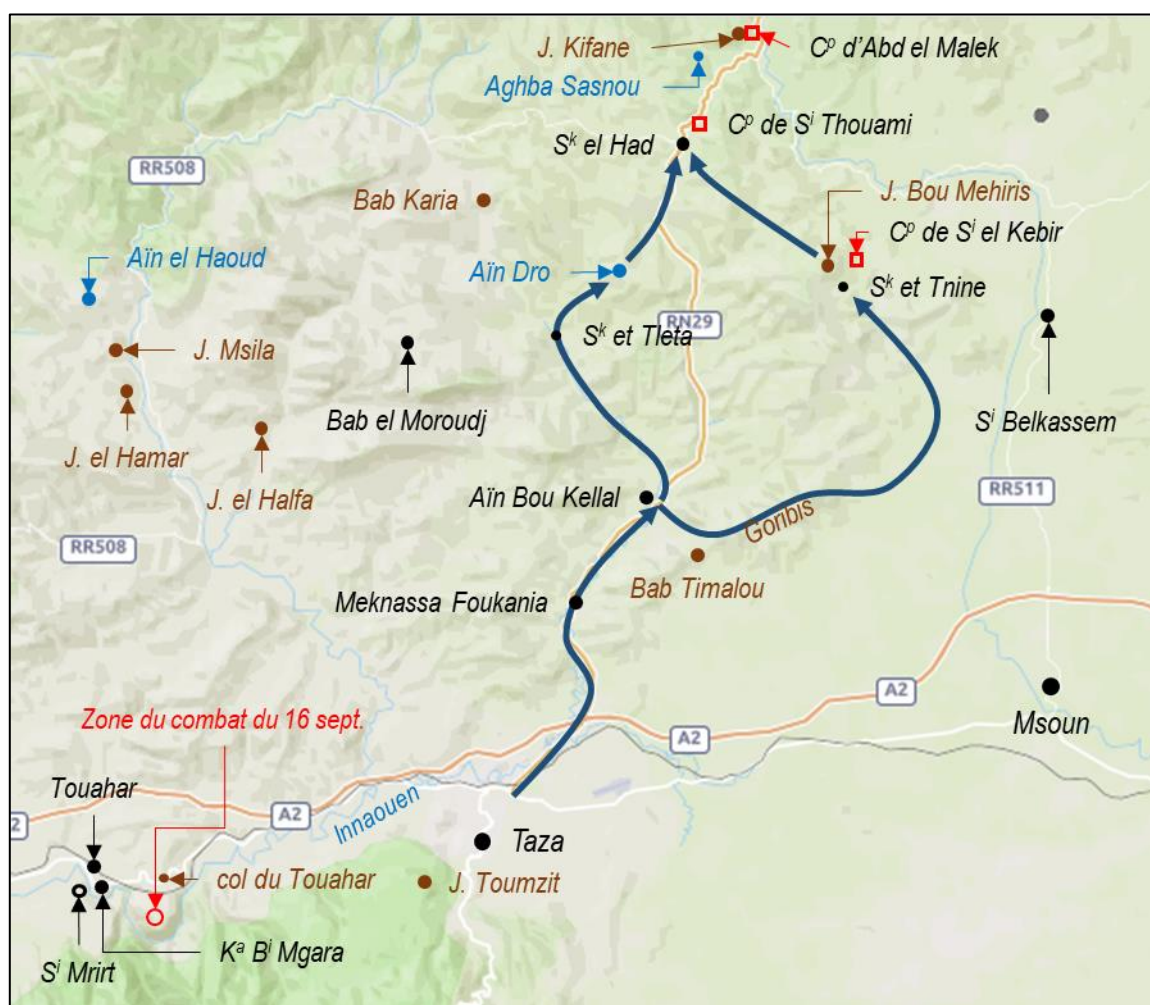 J. Kifane
Cᵖ d'Abd el Malek
Aghba Sasnou
Cᵖ de Sⁱ Thouami
Sᵏ el Had
RR508
Bab Karia
J. Bou Mehiris
Cᵖ de Sⁱ el Kebir
Aïn el Haoud
Aïn Dro
Sᵏ et Tnine
RN29
Sᵏ et Tleta
J. Msila
Bab el Moroudj
Sⁱ Belkassem
J. el Hamar
J. el Halfa
Aïn Bou Kellal
RR511
Goribis
RR508
Bab Timalou
Meknassa Foukania
A2
Zone du combat du 16 sept.
Msoun
A2
Touahar
A2
2
Innaouen
Taza
col du Touahar
J. Toumzit
Kᵃ Bⁱ Mgara
Sⁱ Mrirt